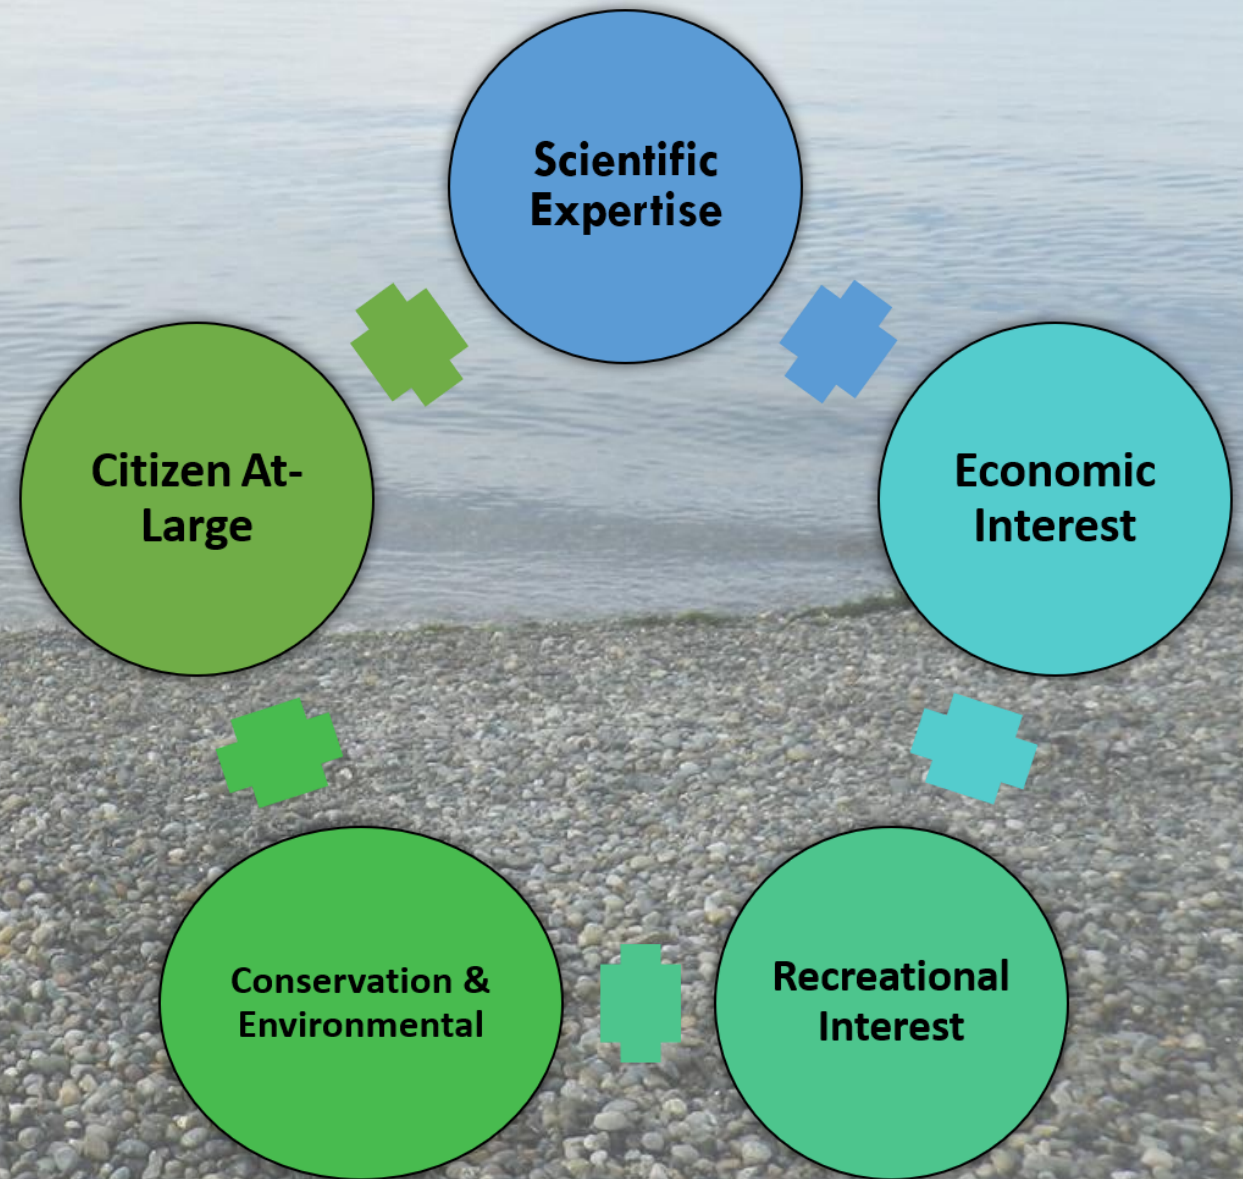 Scientific
Expertise
Economic
Interest
Recreational
Interest
Conservation &
Environmental
Citizen At-
Large